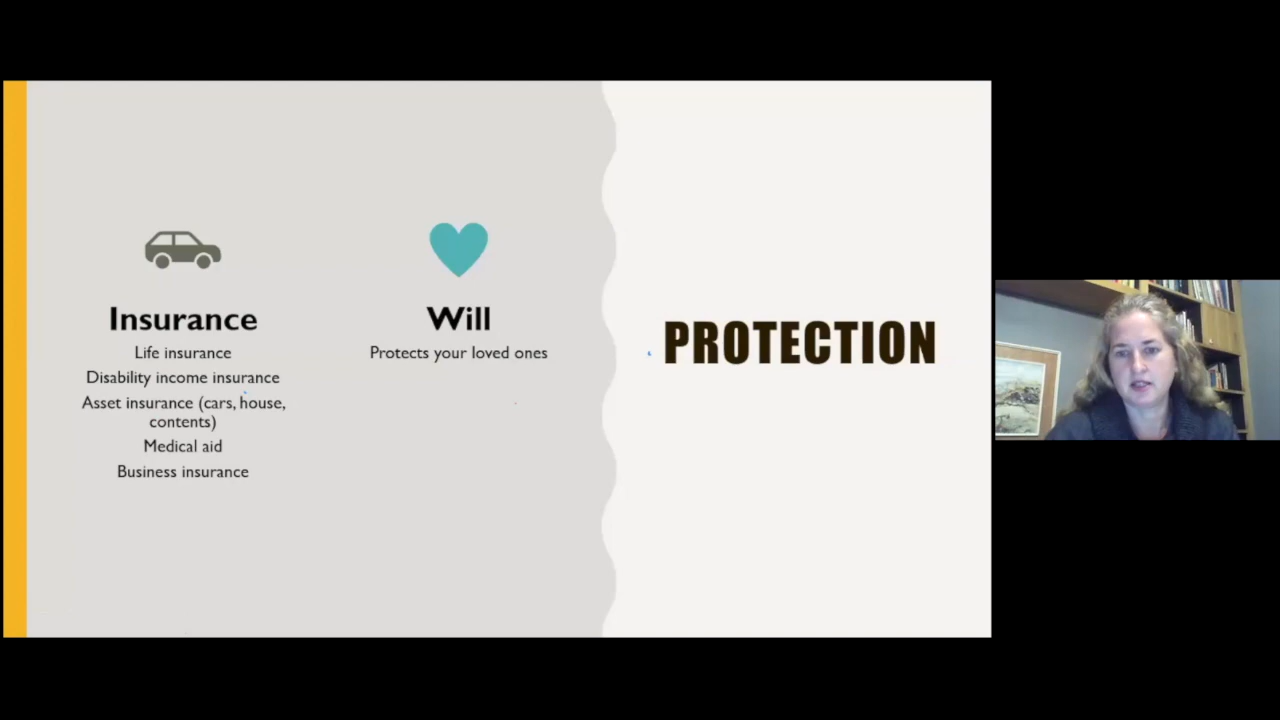 Insurance
Life insurance
Disability income insurance
Asset insurance (cars, house,
contents)
Medical aid
Business insurance
Will
Protects your loved ones
PROTECTION